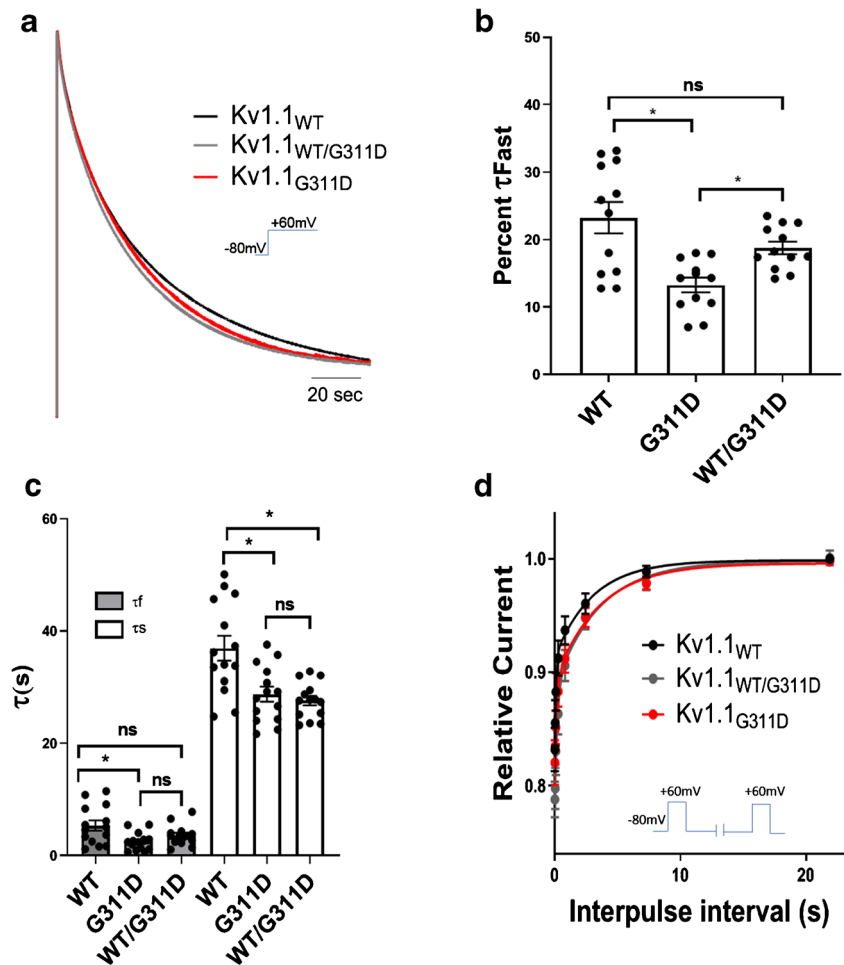 a
Kv1.1WT
Kv1.1WT/G311D
Kv1.1G311D
+60mV
-80mV
20 sec
b
Percent τFast
50
40
30
20
10
0
ns
*
*
WT
G311D
WT/G311D
c
τ(s)
60
40
20
0
τf
τs
*
*
ns
ns
*
ns
WT
G311D
WT/G311D
WT
G311D
WT/G311D
d
Relative Current
1.0
0.9
0.8
Kv1.1WT
Kv1.1WT/G311D
Kv1.1G311D
+60mV
+60mV
-80mV
0
10
20
Interpulse interval (s)